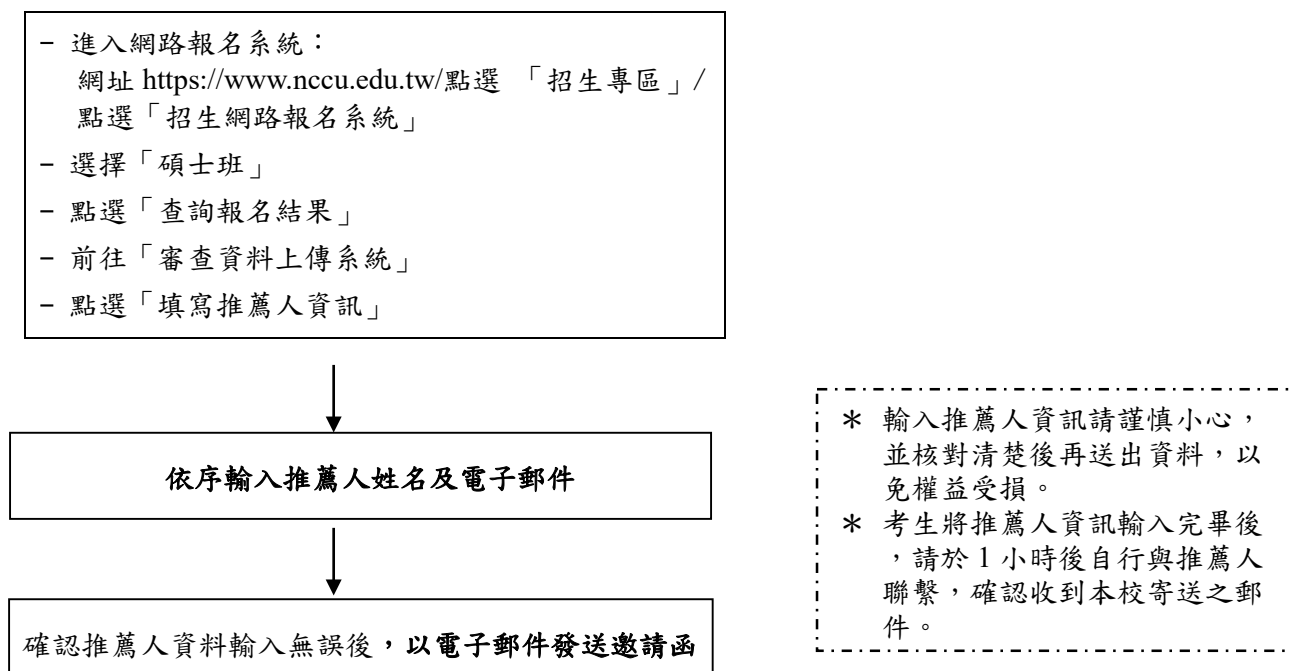 - 進入網路報名系統：
網址 https://www.nccu.edu.tw/點選 「招生專區」/
點選「招生網路報名系統」
- 選擇「碩士班」
- 點選「查詢報名結果」
- 前往「審查資料上傳系統」
- 點選「填寫推薦人資訊」
依序輸入推薦人姓名及電子郵件
確認推薦人資料輸入無誤後，以電子郵件發送邀請函
＊ 輸入推薦人資訊請謹慎小心，
並核對清楚後再送出資料，以
免權益受損。
＊ 考生將推薦人資訊輸入完畢後
，請於 1 小時後自行與推薦人
聯繫，確認收到本校寄送之郵
件。